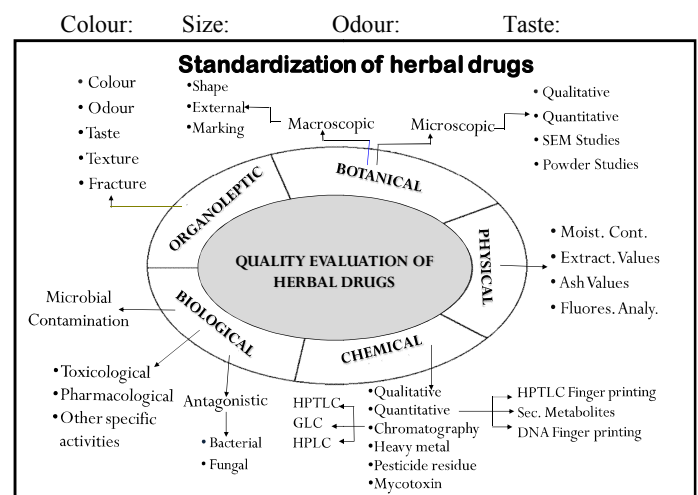 Colour: Size: Odour: Taste:
Standardization of herbal drugs
• Colour
• Odour
•Taste
• Texture
• Fracture
•Shape
•External
•Marking
Macroscopic
Microscopic
• Qualitative
• Quantitative
• SEM Studies
• Powder Studies
ORGANOLEPTIC
BOTANICAL
PHYSICAL
QUALITY EVALUATION OF
HERBAL DRUGS
• Moist. Cont.
• Extract. Values
• Ash Values
• Fluores. Analy.
BIOLOGICAL
CHEMICAL
Microbial
Contamination
•Toxicological
•Pharmacological
•Other specific
activities
Antagonistic
• Bacterial
• Fungal
HPTLC
GLC
HPLC
•Qualitative
•Quantitative
•Chromatography
•Heavy metal
•Pesticide residue
•Mycotoxin
HPTLC Finger printing
Sec. Metabolites
DNA Finger printing